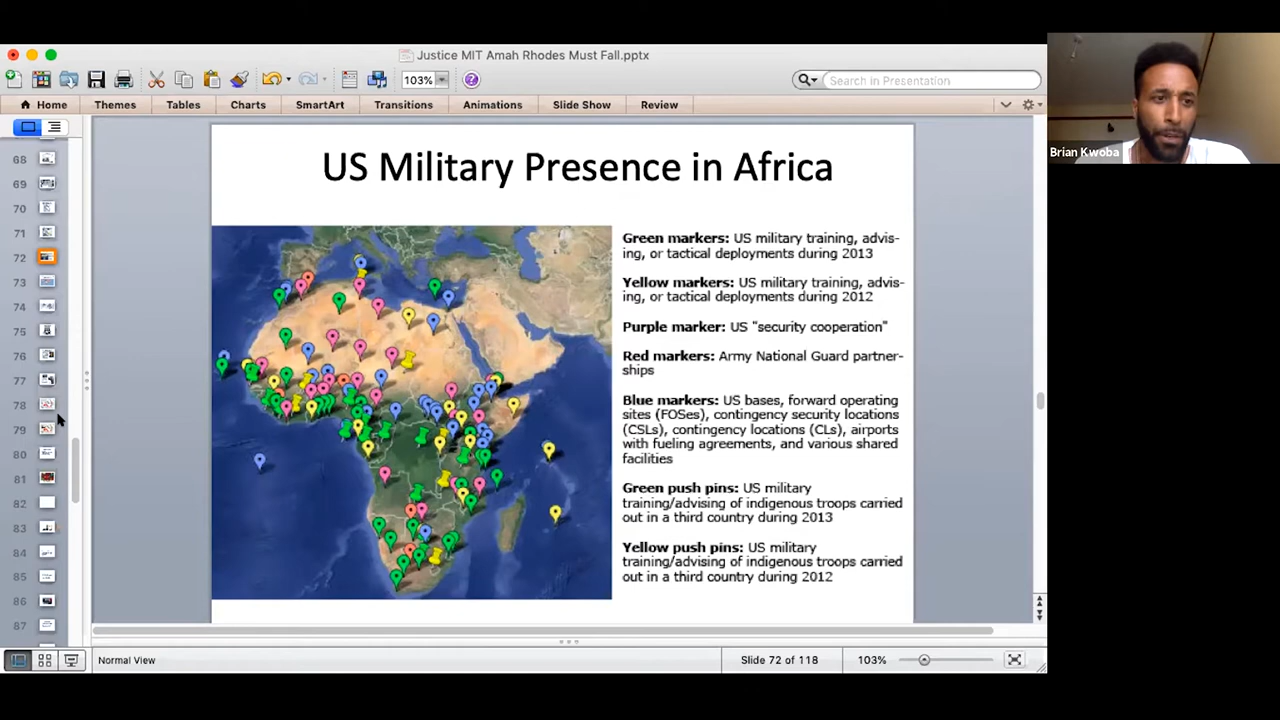 Justice MIT Amah Rhodes Must Fall.pptx
103%
Search in Presentation
Home
Themes
Tables
Charts
SmartArt
Transitions
Animations
Slide Show
Review
Brian Kwoba
68
69
70
71
72
73
74
75
76
77
78
79
80
81
82
83
84
85
86
87
US Military Presence in Africa
Green markers: US military training, advis-
ing, or tactical deployments during 2013
Yellow markers: US military training, advis-
ing, or tactical deployments during 2012
Purple marker: US "security cooperation"
Red markers: Army National Guard partner-
ships
Blue markers: US bases, forward operating
sites (FOSes), contingency security locations
(CSLs), contingency locations (CLs), airports
with fueling agreements, and various shared
facilities
Green push pins: US military
training/advising of indigenous troops carried
out in a third country during 2013
Yellow push pins: US military
training/advising of indigenous troops carried
out in a third country during 2012
Normal View
Slide 72 of 118
103%